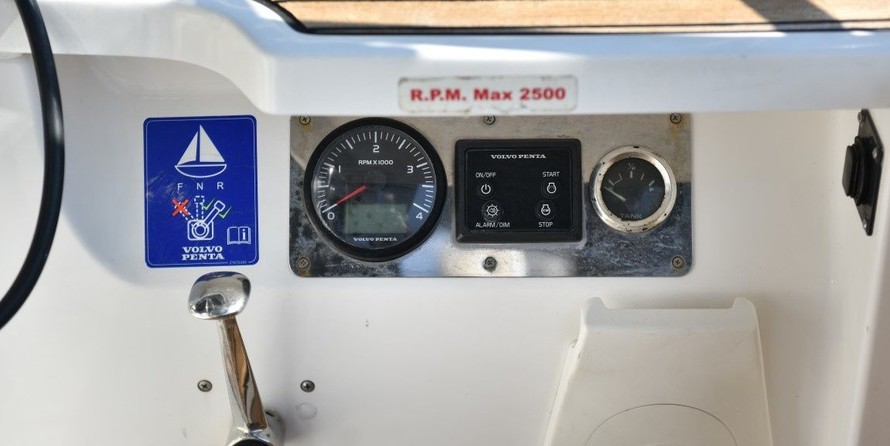 R.P.M. Max 2500
F N R
VOLVO
PENTA
0 1 2 3 4
RPM X 1000
VOLVO PENTA
VOLVO PENTA
ON/OFF START
ALARM/DIM STOP
TANK